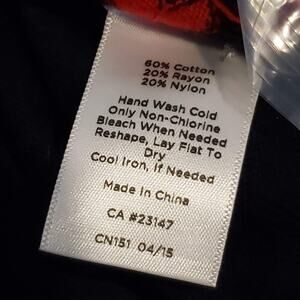 60% Cotton
20% Rayon
20% Nylon
Hand Wash Cold
Only Non-Chlorine
Bleach When Needed
Reshape, Lay Flat To
Dry
Cool Iron, If Needed
Made In China
CA #23147
CN151 04/15